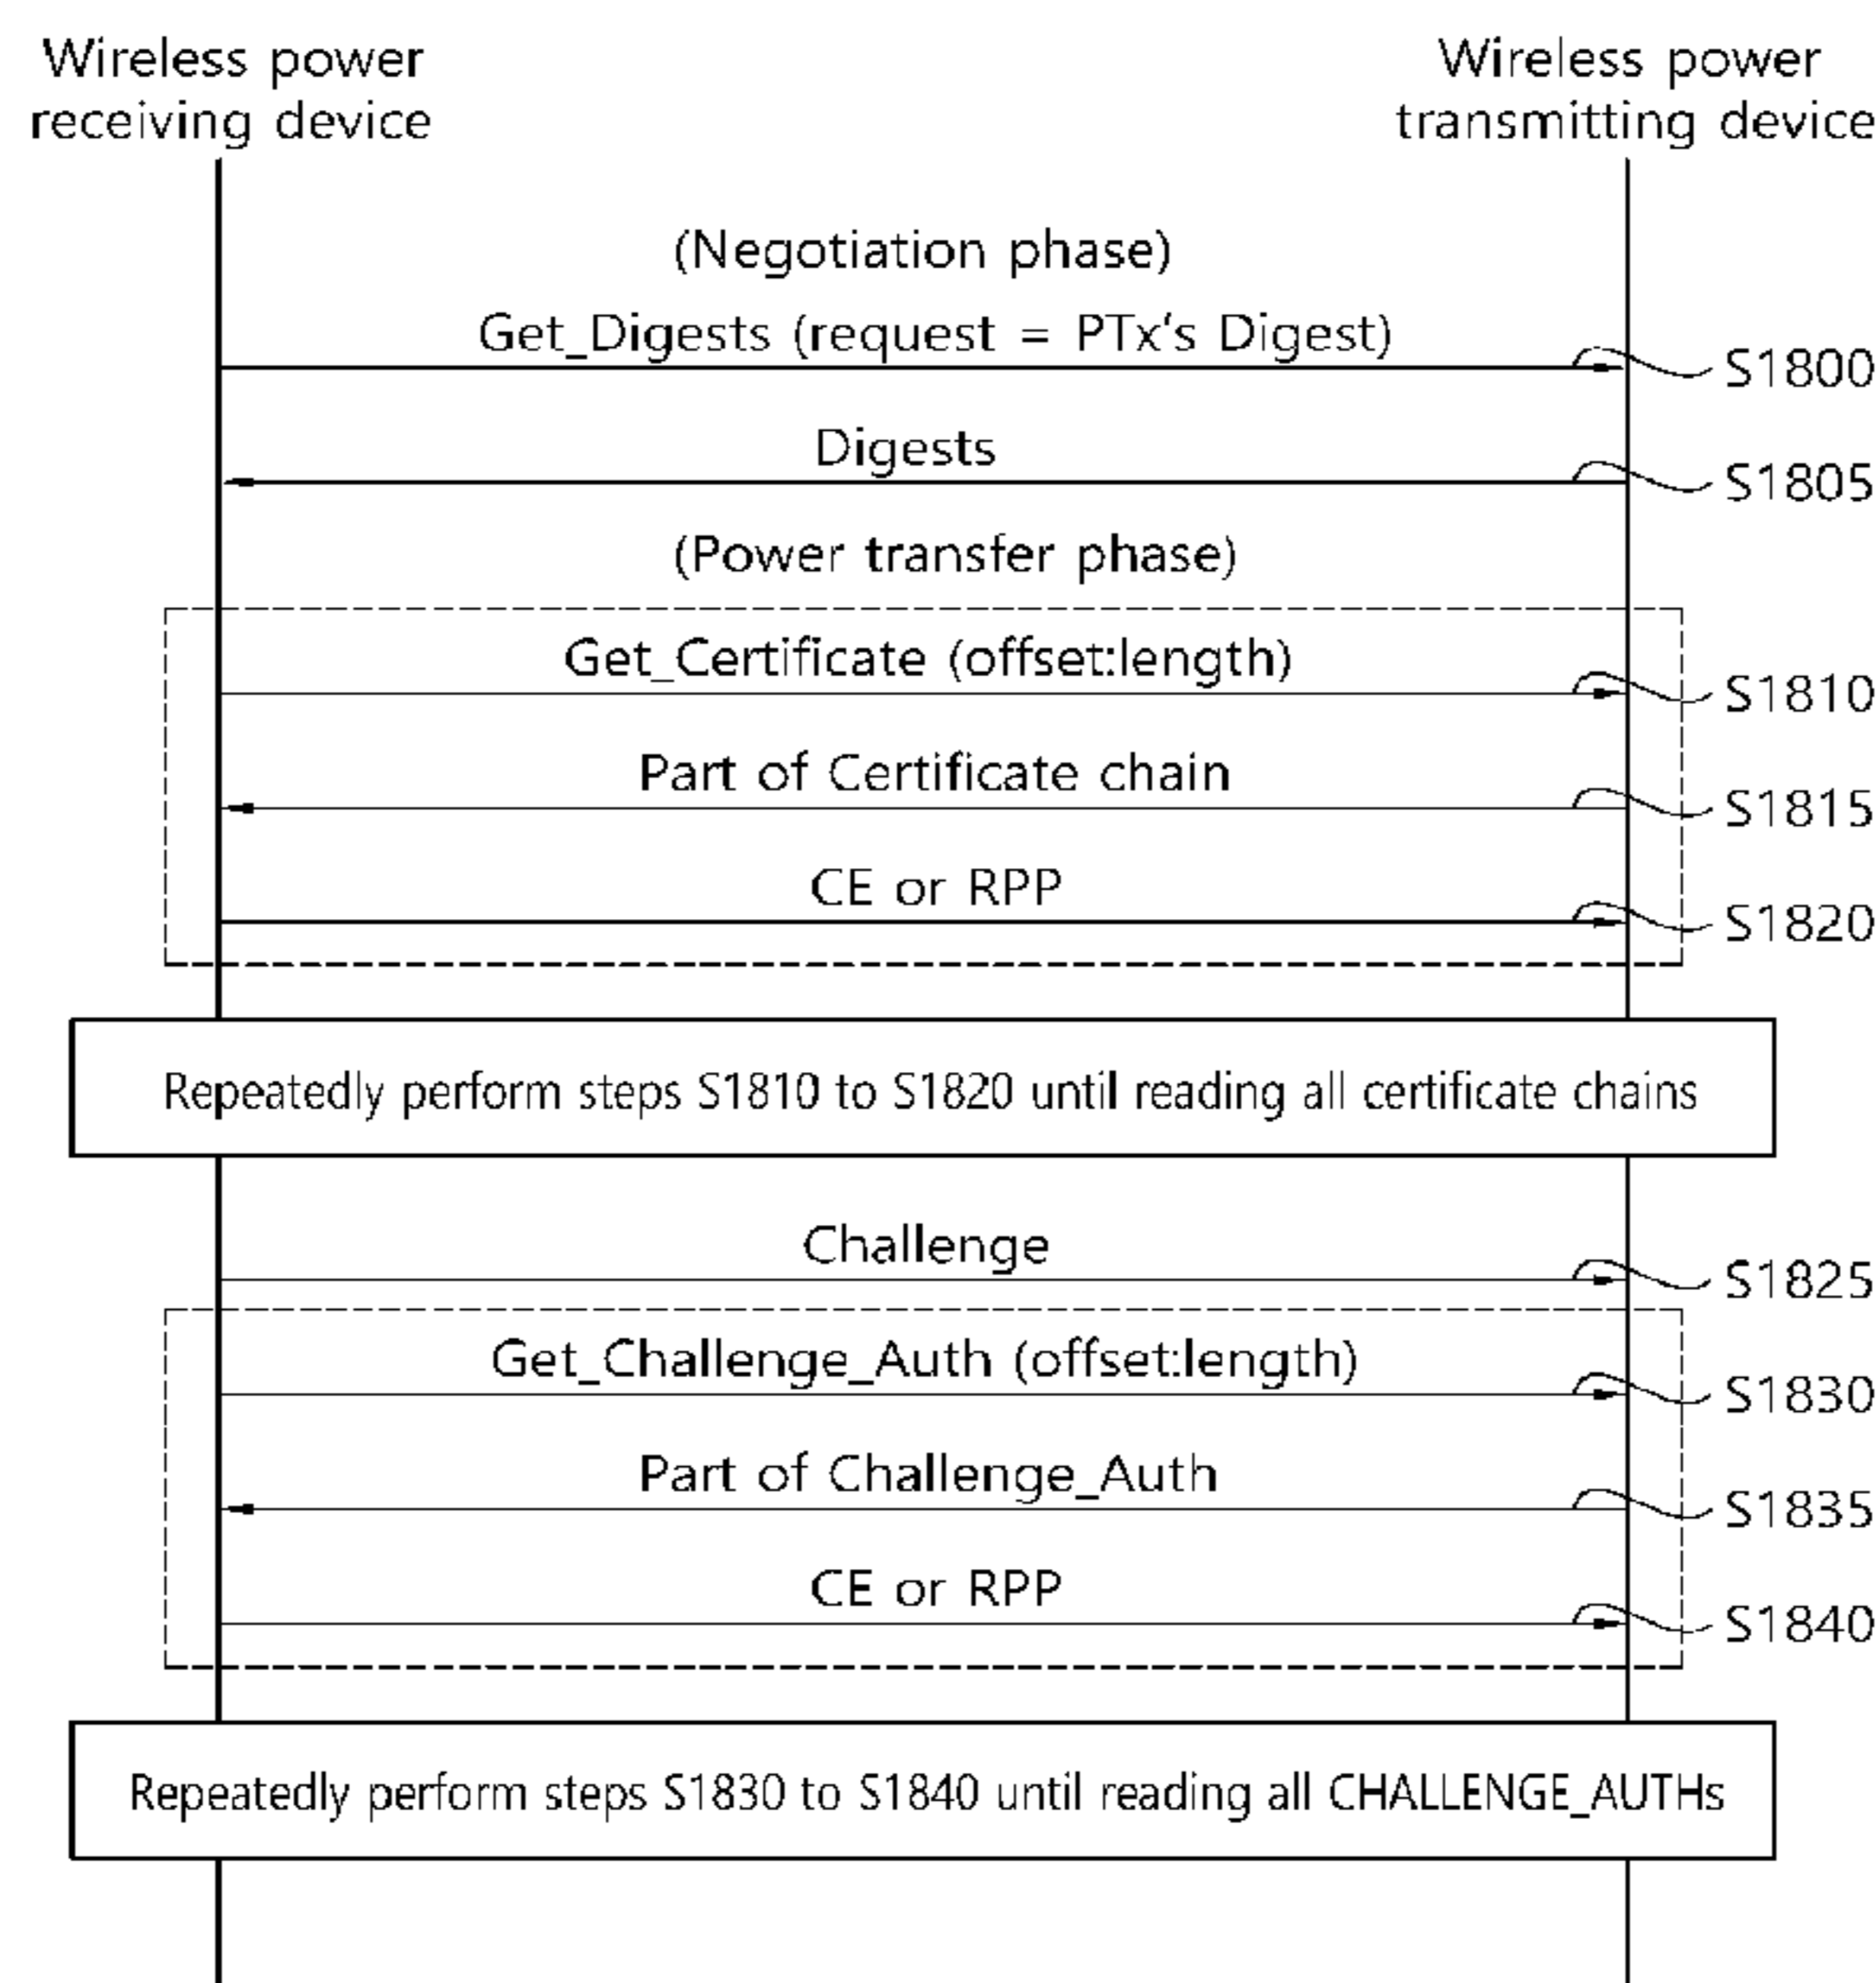 Wireless power
receiving device
Wireless power
transmitting device
(Negotiation phase)
Get_Digests (request = PTx's Digest)
S1800
Digests
S1805
(Power transfer phase)
Get_Certificate (offset:length)
S1810
Part of Certificate chain
S1815
CE or RPP
S1820
Repeatedly perform steps S1810 to S1820 until reading all certificate chains
Challenge
S1825
Get_Challenge_Auth (offset:length)
S1830
Part of Challenge_Auth
S1835
CE or RPP
S1840
Repeatedly perform steps S1830 to S1840 until reading all CHALLENGE_AUTHs